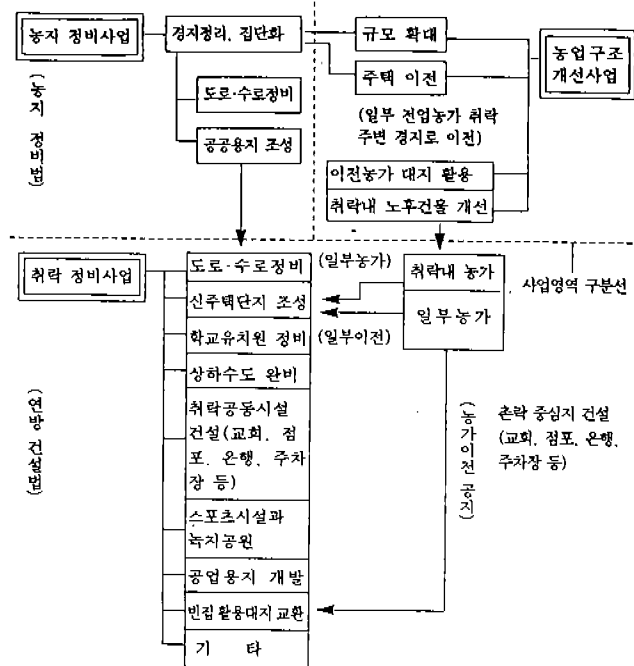 농지 정비사업
(농지 정비법)
경지정리, 집단화
도로·수로정비
공공용지 조성
규모 확대
주택 이전
(일부 전업농가 취락
주변 경지로 이전)
이전농가 대지 활용
취락내 노후건물 개선
농업구조
개선사업
취락 정비사업
(연방 건설법)
도로·수로정비
신주택단지 조성
학교유치원 정비
상하수도 완비
취락공동시설
건설(교회, 점
포, 은행, 주차
장 등)
스포츠시설과
녹지공원
공업용지 개발
빈집 활용대지 교환
기 타
(일부농가)
(일부이전)
취락내 농가
일부농가
사업영역 구분선
(농가이전 공지)
촌락 중심지 건설
(교회, 점포, 은행,
주차장 등)